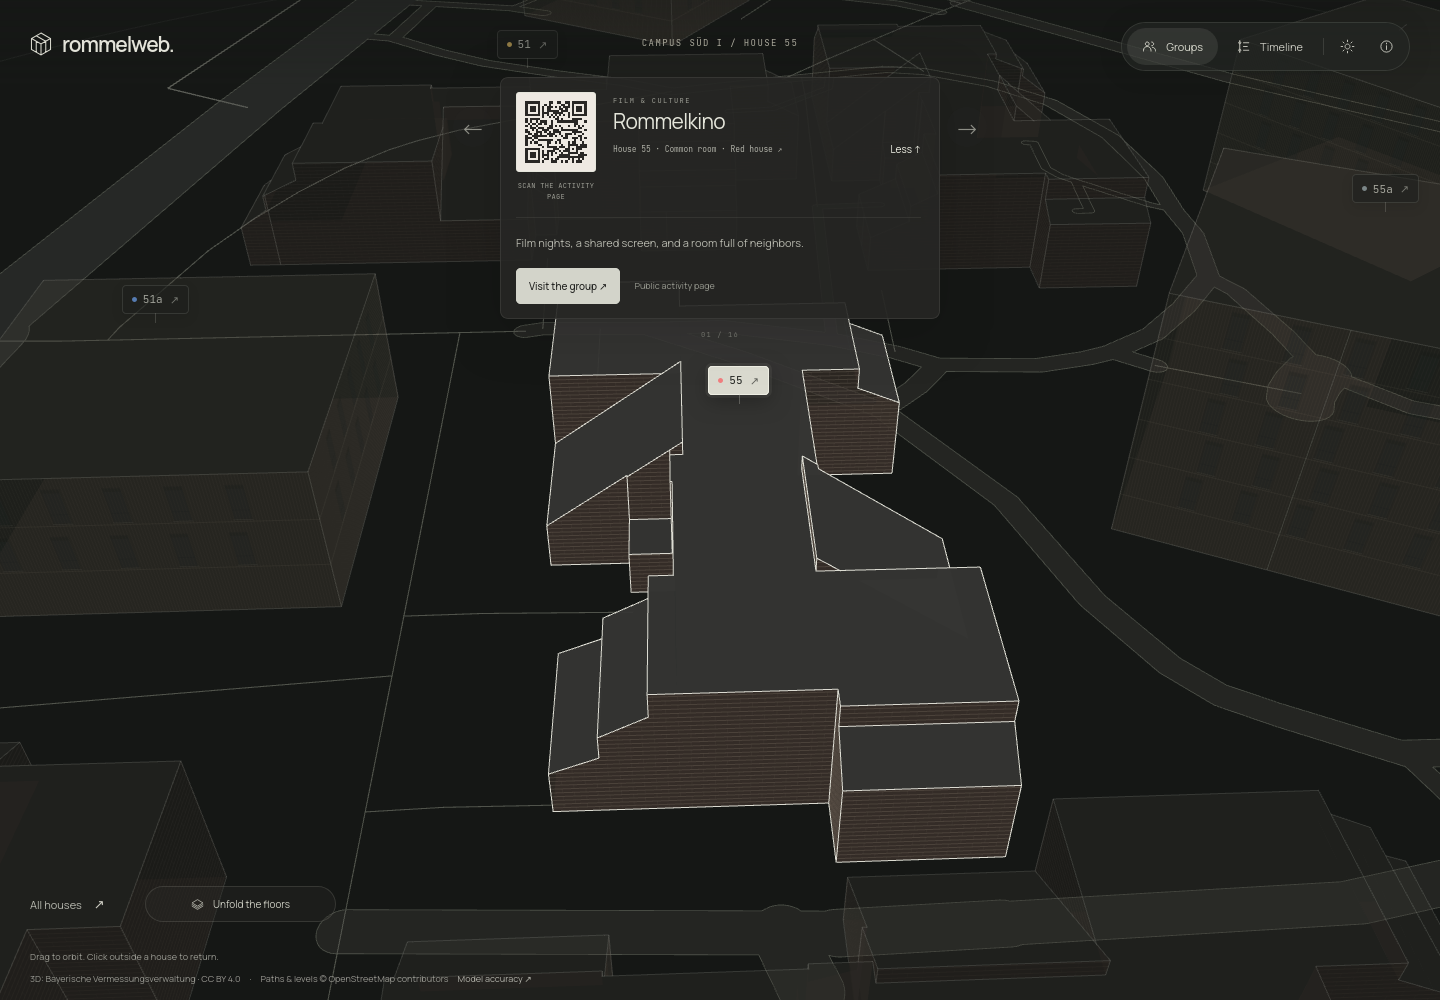 rommelweb.
51 ↗
CAMPUS SÜD I / HOUSE 55
Groups
Timeline
FILM & CULTURE
Rommelkino
House 55 · Common room · Red house ↗
Less ↑
SCAN THE ACTIVITY
PAGE
Film nights, a shared screen, and a room full of neighbors.
Visit the group ↗
Public activity page
01 / 16
55a ↗
51a ↗
55 ↗
All houses ↗
Unfold the floors
Drag to orbit. Click outside a house to return.
3D: Bayerische Vermessungsverwaltung · CC BY 4.0 · Paths & levels © OpenStreetMap contributors Model accuracy ↗